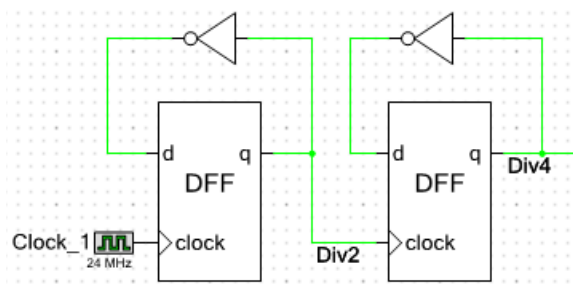 d q d q
Div4
DFF DFF
Clock_1 clock clock
24 MHz Div2